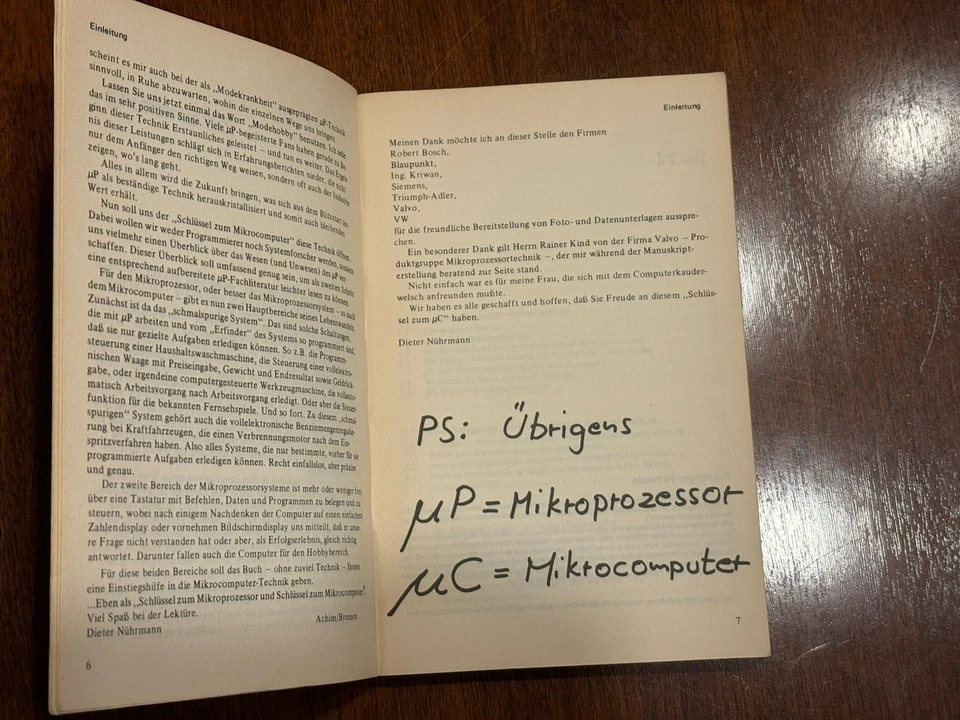 Einleitung
scheint es mir auch bei der als „Modekrankheit“ ausgeprägten µP-Technik
sinnvoll, in Ruhe abzuwarten, wohin die einzelnen Wege uns bringen.
Lassen Sie uns jetzt einmal das Wort „Modehobby“ benutzen. Ich sehe
das im sehr positiven Sinne. Viele µP-begeisterte Fans haben gerade zu Be-
ginn dieser Technik Erstaunliches geleistet – und tun es weiter. Das Ergeb-
nis dieser Leistungen schlägt sich in Erfahrungsberichten nieder, die nicht
nur dem Anfänger den richtigen Weg weisen, sondern oft auch der Industrie
zeigen, wo's lang geht.
Alles in allem wird die Zukunft bringen, was sich aus dem Blitzstart des
µP als beständige Technik herauskristallisiert und somit auch bleibenden
Wert erhält.
Nun soll uns der „Schlüssel zum Mikrocomputer“ diese Technik öffnen.
Dabei wollen wir weder Programmierer noch Systemforscher werden, sondern
uns vielmehr einen Überblick über das Wesen (und Unwesen) des µP ver-
schaffen. Dieser Überblick soll umfassend genug sein, um als zweiten Schritt
eine entsprechend aufbereitete µP-Fachliteratur leichter lesen zu können.
Für den Mikroprozessor, oder besser das Mikroprozessorsystem – so auch
dem Mikrocomputer – gibt es nun zwei Hauptbereiche seines Lebenswandels.
Zunächst ist da das „schmalspurige System“. Das sind solche Schaltungen,
die mit µP arbeiten und vom „Erfinder“ des Systems so programmiert sind,
daß sie nur gezielte Aufgaben erledigen können. So z.B. die Programm-
steuerung einer Haushaltswaschmaschine, die Steuerung einer vollelektro-
nischen Waage mit Preiseingabe, Gewicht und Endresultat sowie Geldrück-
gabe, oder irgendeine computergesteuerte Werkzeugmaschine, die vollauto-
matisch Arbeitsvorgang nach Arbeitsvorgang erledigt. Oder aber die Steuer-
funktion für die bekannten Fernsehspiele. Und so fort. Zu diesem „schmal-
spurigen“ System gehört auch die vollelektronische Benzinmengenregulie-
rung bei Kraftfahrzeugen, die einen Verbrennungsmotor nach dem Ein-
spritzverfahren haben. Also alles Systeme, die nur bestimmte, vorher für sie
programmierte Aufgaben erledigen können. Recht einfallslos, aber präzise
und genau.
Der zweite Bereich der Mikroprozessorsysteme ist mehr oder weniger frei
über eine Tastatur mit Befehlen, Daten und Programmen zu belegen und zu
steuern, wobei nach einigem Nachdenken der Computer auf einen einfachen
Zahlendisplay oder vornehmen Bildschirmdisplay uns mitteilt, daß er unse-
re Frage nicht verstanden hat oder aber, als Erfolgserlebnis, gleich richtig
antwortet. Darunter fallen auch die Computer für den Hobbybereich.
Für diese beiden Bereiche soll das Buch – ohne zuviel Technik – Ihnen
eine Einstiegshilfe in die Mikrocomputer-Technik geben.
...Eben als „Schlüssel zum Mikroprozessor und Schlüssel zum Mikrocomputer“.
Viel Spaß bei der Lektüre.
Achim/Bremen
Dieter Nührmann
6
Einleitung
Meinen Dank möchte ich an dieser Stelle den Firmen
Robert Bosch,
Blaupunkt,
Ing. Kriwan,
Siemens,
Triumph-Adler,
Valvo,
VW
für die freundliche Bereitstellung von Foto- und Datenunterlagen ausspre-
chen.
Ein besonderer Dank gilt Herrn Rainer Kind von der Firma Valvo – Pro-
duktgruppe Mikroprozessortechnik –, der mir während der Manuskript-
erstellung beratend zur Seite stand.
Nicht einfach war es für meine Frau, die sich mit dem Computerkauder-
welsch anfreunden mußte.
Wir haben es alle geschafft und hoffen, daß Sie Freude an diesem „Schlüs-
sel zum µC“ haben.
Dieter Nührmann
PS: Übrigens
µP = Mikroprozessor
µC = Mikrocomputer
7